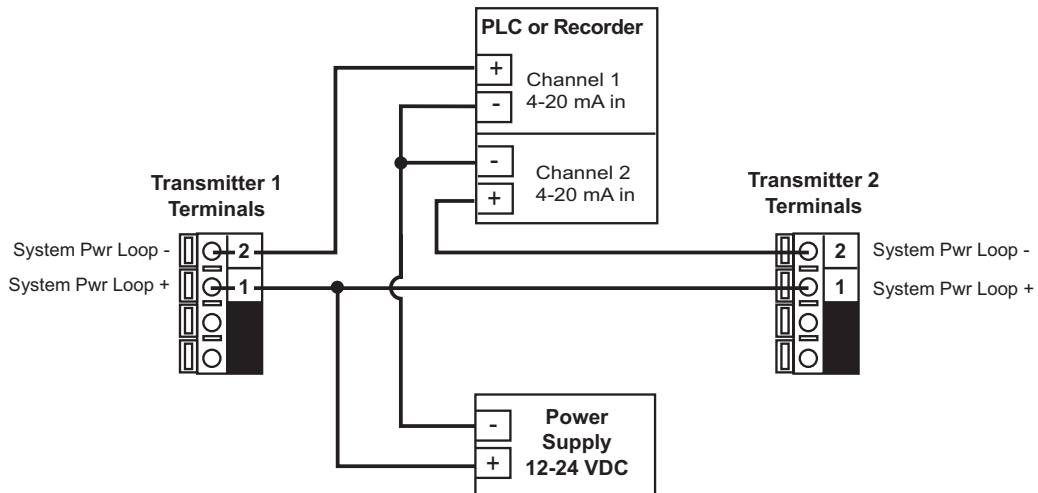 PLC or Recorder
+
Channel 1
4-20 mA in
-
-
Channel 2
4-20 mA in
+
Transmitter 1
Terminals
System Pwr Loop -
2
System Pwr Loop +
1
Transmitter 2
Terminals
2
System Pwr Loop -
1
System Pwr Loop +
-
+
Power
Supply
12-24 VDC